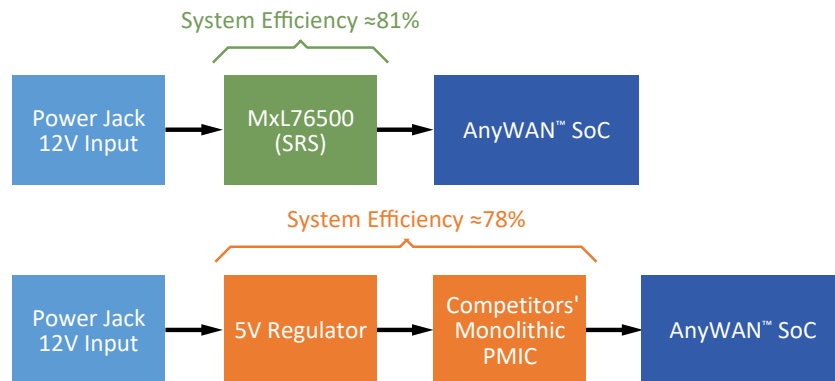 System Efficiency ≈81%
Power Jack
12V Input
MxL76500
(SRS)
AnyWAN™ SoC
System Efficiency ≈78%
Power Jack
12V Input
5V Regulator
Competitors'
Monolithic
PMIC
AnyWAN™ SoC